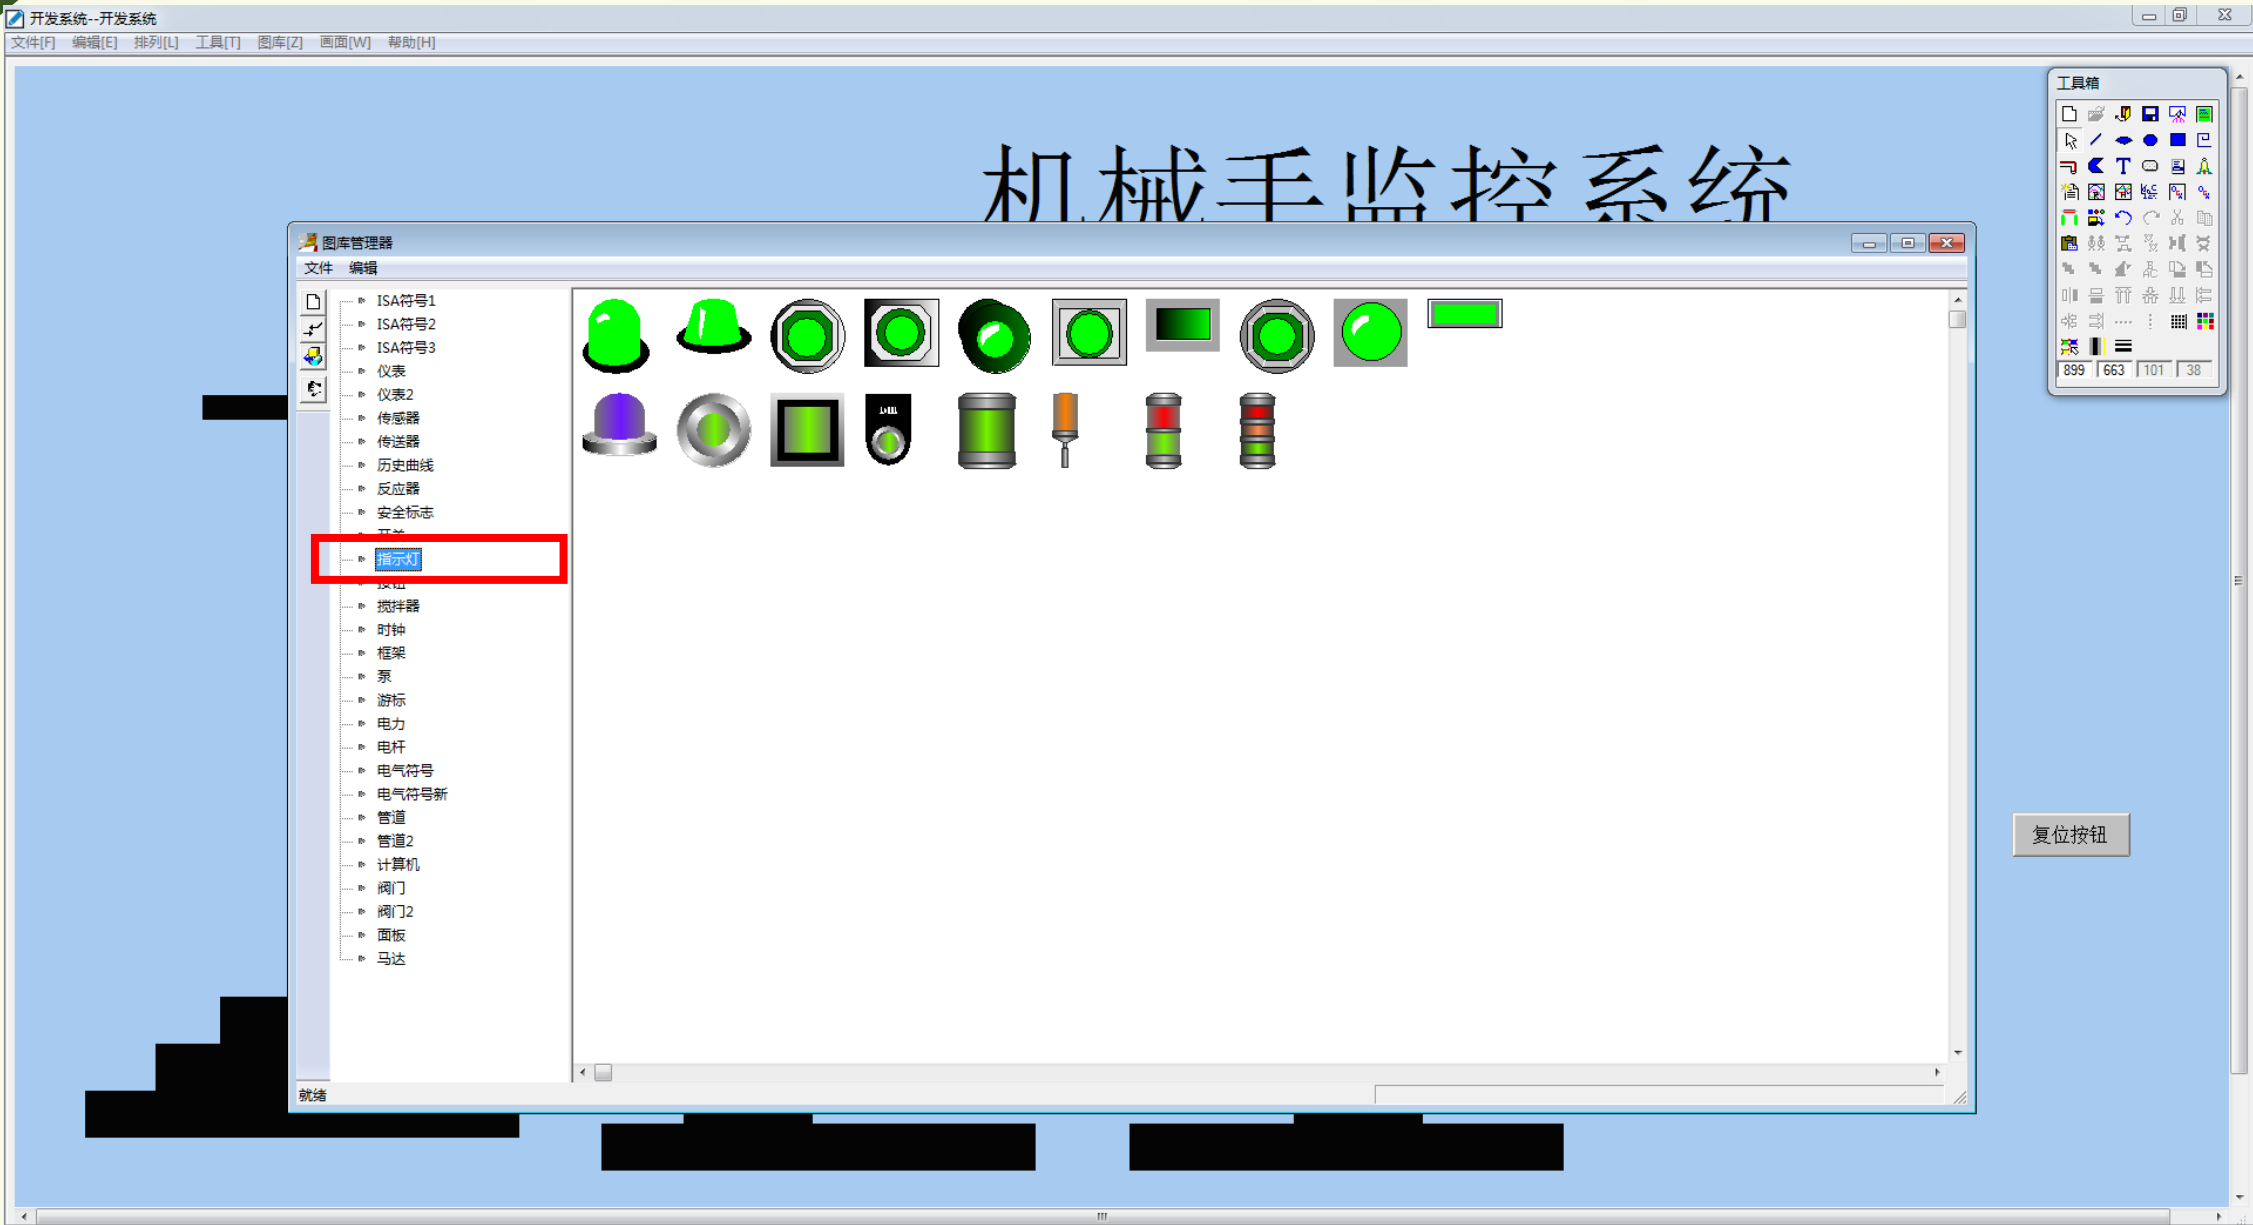 开发系统--开发系统
文件[F] 编辑[E] 排列[L] 工具[T] 图库[Z] 画面[W] 帮助[H]
机械手监控系统
工具箱
899 663 101 38
图库管理器
文件 编辑
ISA符号1
ISA符号2
ISA符号3
仪表
仪表2
传感器
传送器
历史曲线
反应器
安全标志
开关
指示灯
按钮
搅拌器
时钟
框架
泵
游标
电力
电杆
电气符号
电气符号新
管道
管道2
计算机
阀门
阀门2
面板
马达
就绪
复位按钮